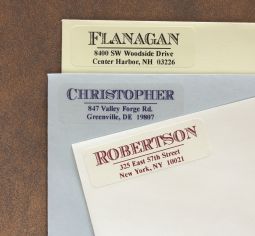 FLANAGAN
8400 SW Woodside Drive
Center Harbor, NH 03226
CHRISTOPHER
847 Valley Forge Rd.
Greenville, DE 19807
ROBERTSON
325 East 57th Street
New York, NY 10021